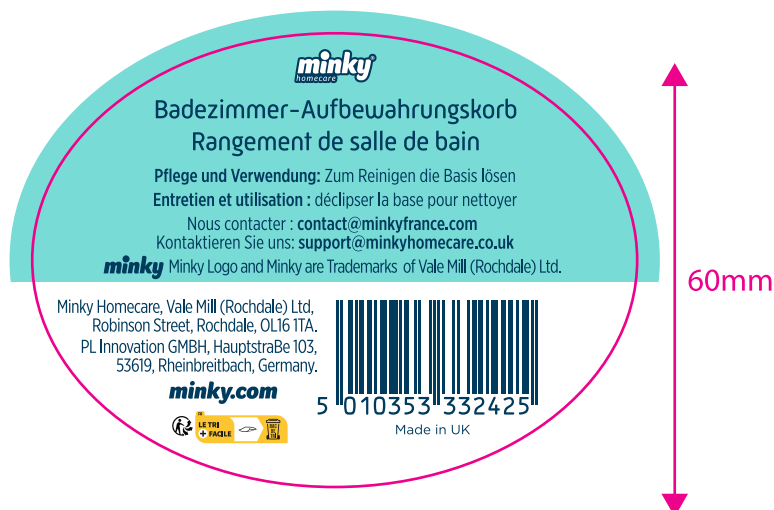 minky®
homecare
Badezimmer-Aufbewahrungskorb
Rangement de salle de bain
Pflege und Verwendung: Zum Reinigen die Basis lösen
Entretien et utilisation : déclipser la base pour nettoyer
Nous contacter : contact@minkyfrance.com
Kontaktieren Sie uns: support@minkyhomecare.co.uk
minky Minky Logo and Minky are Trademarks of Vale Mill (Rochdale) Ltd.
60mm
Minky Homecare, Vale Mill (Rochdale) Ltd,
Robinson Street, Rochdale, OL16 1TA.
PL Innovation GMBH, HauptstraBe 103,
53619, Rheinbreitbach, Germany.
minky.com
FR
LE TRI
+ FACILE
BAC
DE
TRI
5 010353 332425
Made in UK